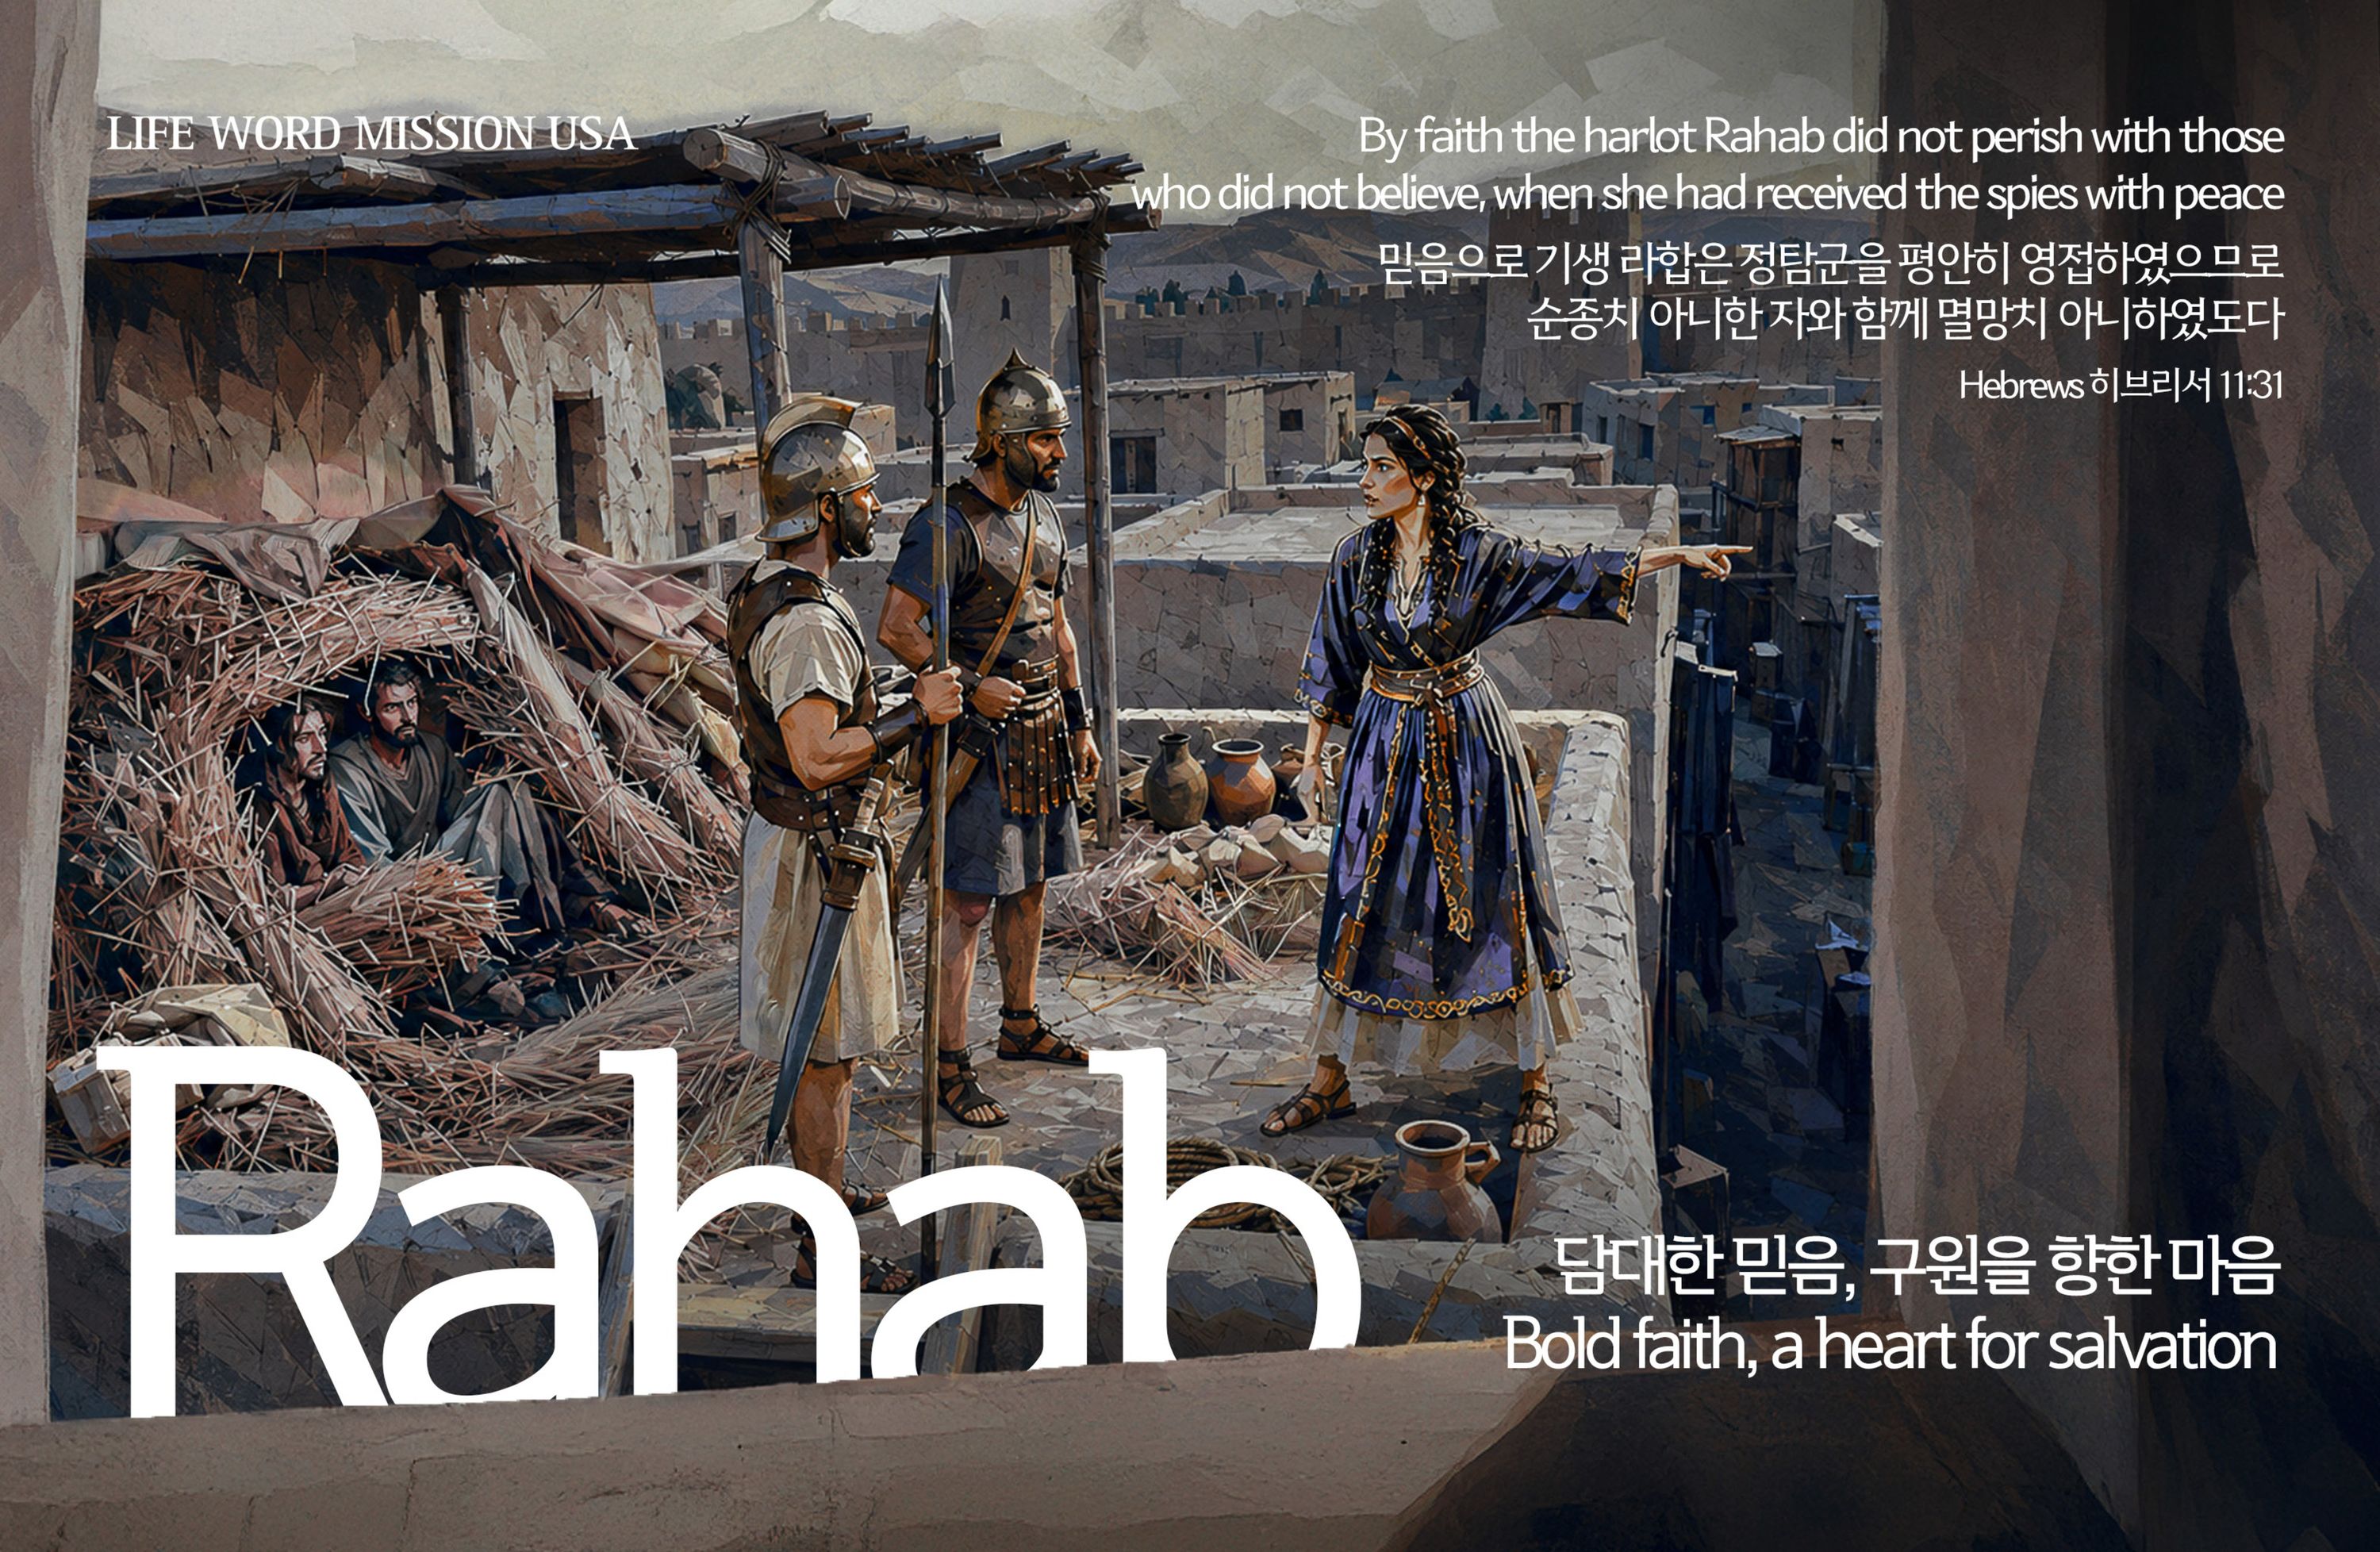 LIFE WORD MISSION USA
By faith the harlot Rahab did not perish with those
who did not believe, when she had received the spies with peace
믿음으로 기생 라합은 정탐군을 평안히 영접하였으므로
순종치 아니한 자와 함께 멸망치 아니하였도다
Hebrews 히브리서 11:31
Rahab
담대한 믿음, 구원을 향한 마음
Bold faith, a heart for salvation